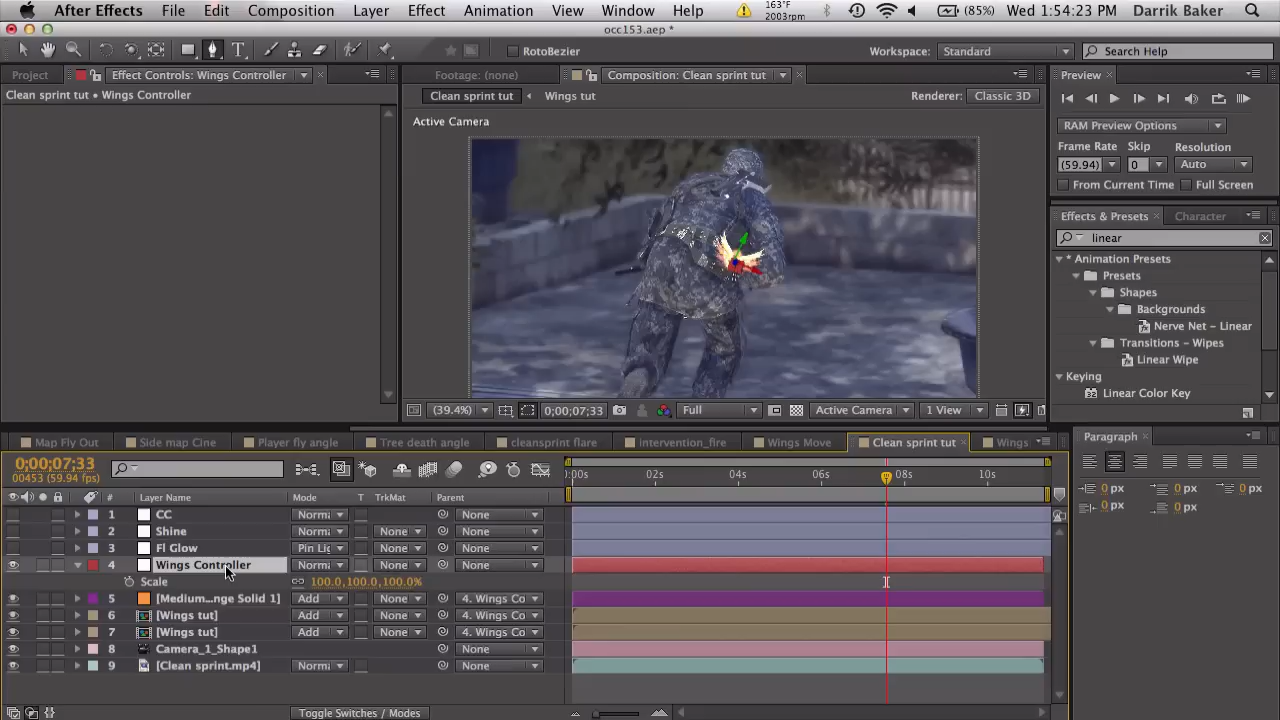 After Effects File Edit Composition Layer Effect Animation View Window Help 163°F 2003rpm (85%) Wed 1:54:23 Darrik Baker
occ153.aep *
T RotoBezier Workspace: Standard Search Help
Project Effect Controls: Wings Controller Footage: (none) Composition: Clean sprint tut Preview
Clean sprint tut • Wings Controller Clean sprint tut Wings tut Renderer: Classic 3D
Active Camera
RAM Preview Options
Frame Rate Skip Resolution
(59.94) 0 Auto
From Current Time Full Screen
Effects & Presets Character
linear
* Animation Presets
Presets
Shapes
Backgrounds
Nerve Net - Linear
Transitions - Wipes
Linear Wipe
Keying
Linear Color Key
(39.4%) 0;00;07;33 Full Active Camera 1 View
Map Fly Out Side map Cine Player fly angle Tree death angle cleansprint flare intervention_fire Wings Move Clean sprint tut Wings Paragraph
0;00;07;33
00453 (59.94 fps)
:00s 02s 04s 06s 08s 10s
0 px 0 px 0 px
0 px 0 px
# Layer Name Mode T TrkMat Parent
1 CC Norma None
2 Shine Norma None None
3 Fl Glow Pin Lig None None
4 Wings Controller Norma None None
Scale 100.0,100.0,100.0%
5 [Medium...nge Solid 1] Add None 4. Wings Co
6 [Wings tut] Add None 4. Wings Co
7 [Wings tut] Add None 4. Wings Co
8 Camera_1_Shape1 None
9 [Clean sprint.mp4] Norma None None
Toggle Switches / Modes